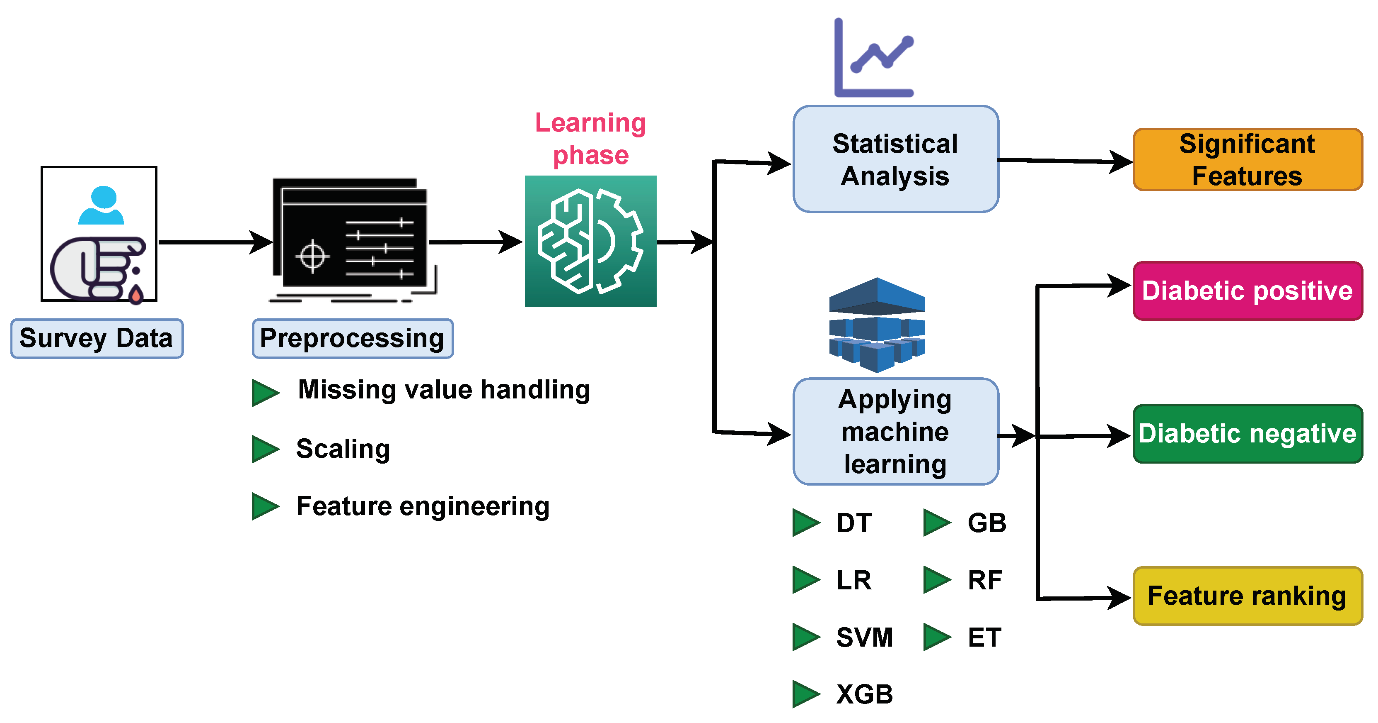 Learning
phase
Survey Data
Preprocessing
Missing value handling
Scaling
Feature engineering
Statistical
Analysis
Significant
Features
Applying
machine
learning
DT
GB
LR
RF
SVM
ET
XGB
Diabetic positive
Diabetic negative
Feature ranking